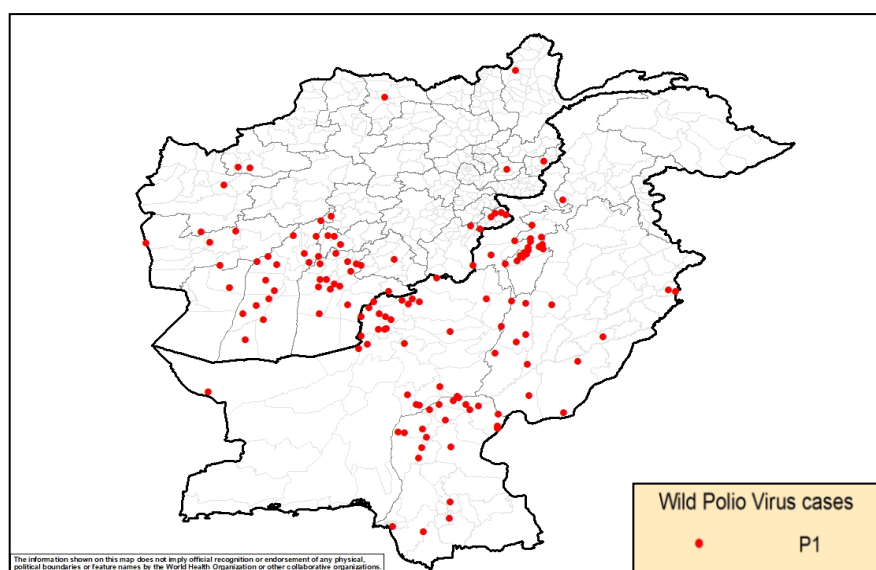 Wild Polio Virus cases
P1
The information shown on this map does not imply official recognition or endorsement of any physical,
political boundaries or feature names by the World Health Organization or other collaborative organizations.